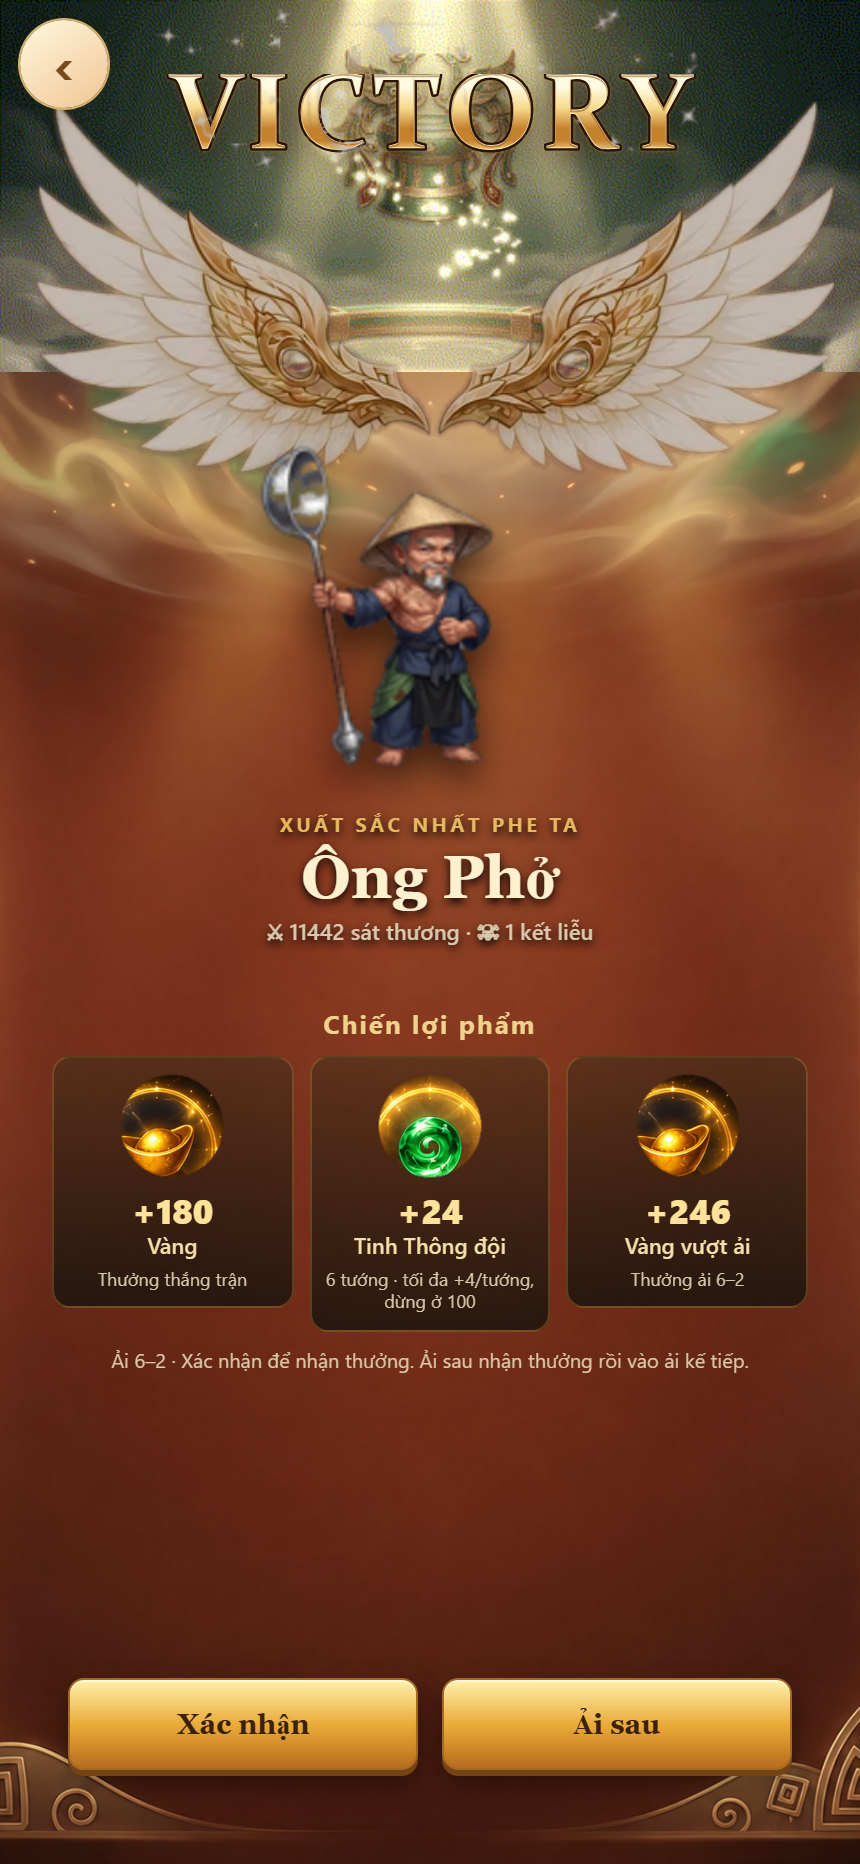 VICTORY
XUẤT SẮC NHẤT PHE TA
Ông Phở
11442 sát thương · 1 kết liễu
Chiến lợi phẩm
+180
Vàng
Thưởng thắng trận
+24
Tinh Thông đội
6 tướng · tối đa +4/tướng,
dừng ở 100
+246
Vàng vượt ải
Thưởng ải 6–2
Ải 6–2 · Xác nhận để nhận thưởng. Ải sau nhận thưởng rồi vào ải kế tiếp.
Xác nhận
Ải sau